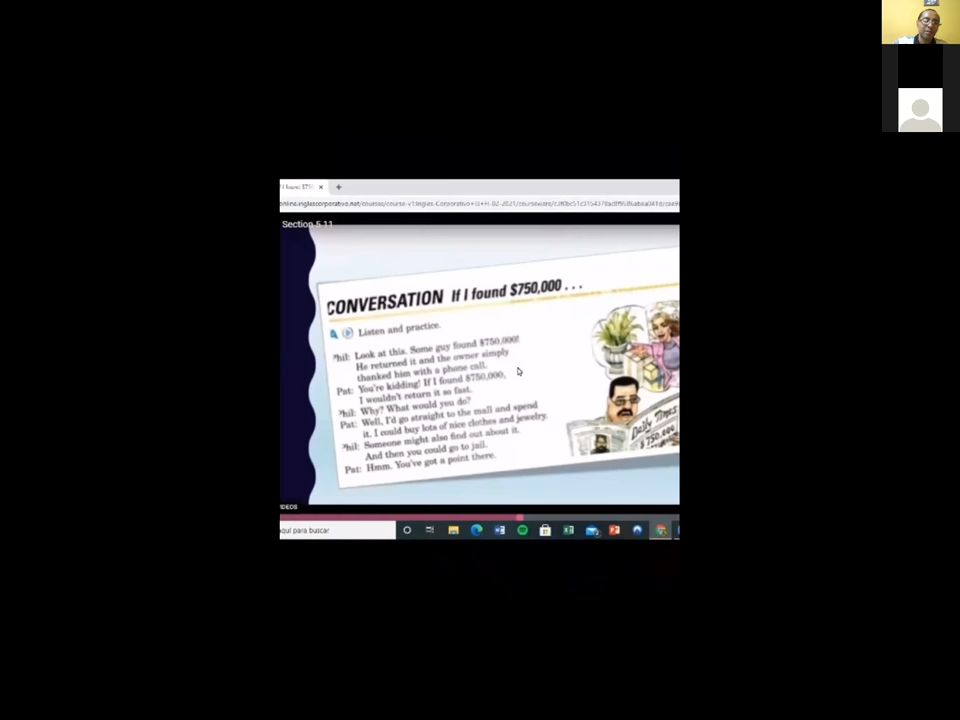 I found $75
Section 5.11
CONVERSATION If I found $750,000 . . .
A Listen and practice.
Phil: Look at this. Some guy found $750,000!
He returned it and the owner simply
thanked him with a phone call.
Pat: You're kidding! If I found $750,000,
I wouldn't return it so fast.
Phil: Why? What would you do?
Pat: Well, I'd go straight to the mall and spend
it. I could buy lots of nice clothes and jewelry.
Phil: Someone might also find out about it.
And then you could go to jail.
Pat: Hmm. You've got a point there.
Daily Times
$750,000
aquí para buscar